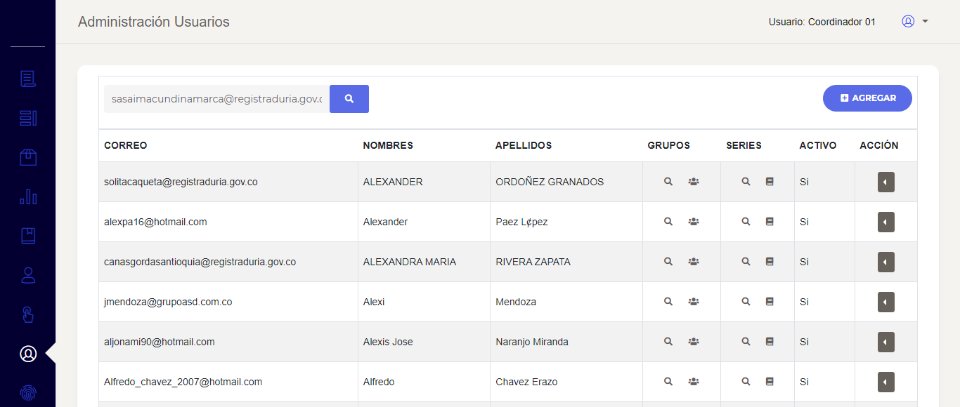 Administración Usuarios
Usuario: Coordinador 01
sasaimacundinamarca@registraduria.gov.c
AGREGAR
CORREO NOMBRES APELLIDOS GRUPOS SERIES ACTIVO ACCIÓN
solitacaqueta@registraduria.gov.co ALEXANDER ORDOÑEZ GRANADOS Si
alexpa16@hotmail.com Alexander Paez L¢pez Si
canasgordasantioquia@registraduria.gov.co ALEXANDRA MARIA RIVERA ZAPATA Si
jmendoza@grupoasd.com.co Alexi Mendoza Si
aljonami90@hotmail.com Alexis Jose Naranjo Miranda Si
Alfredo_chavez_2007@hotmail.com Alfredo Chavez Erazo Si